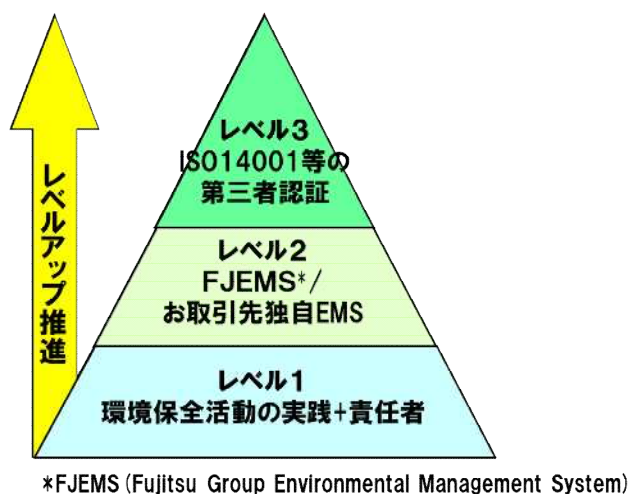 レベル3
ISO14001等の
第三者認証
レベルアップ推進
レベル2
FJEMS*/
お取引先独自EMS
レベル1
環境保全活動の実践+責任者
*FJEMS(Fujitsu Group Environmental Management System)